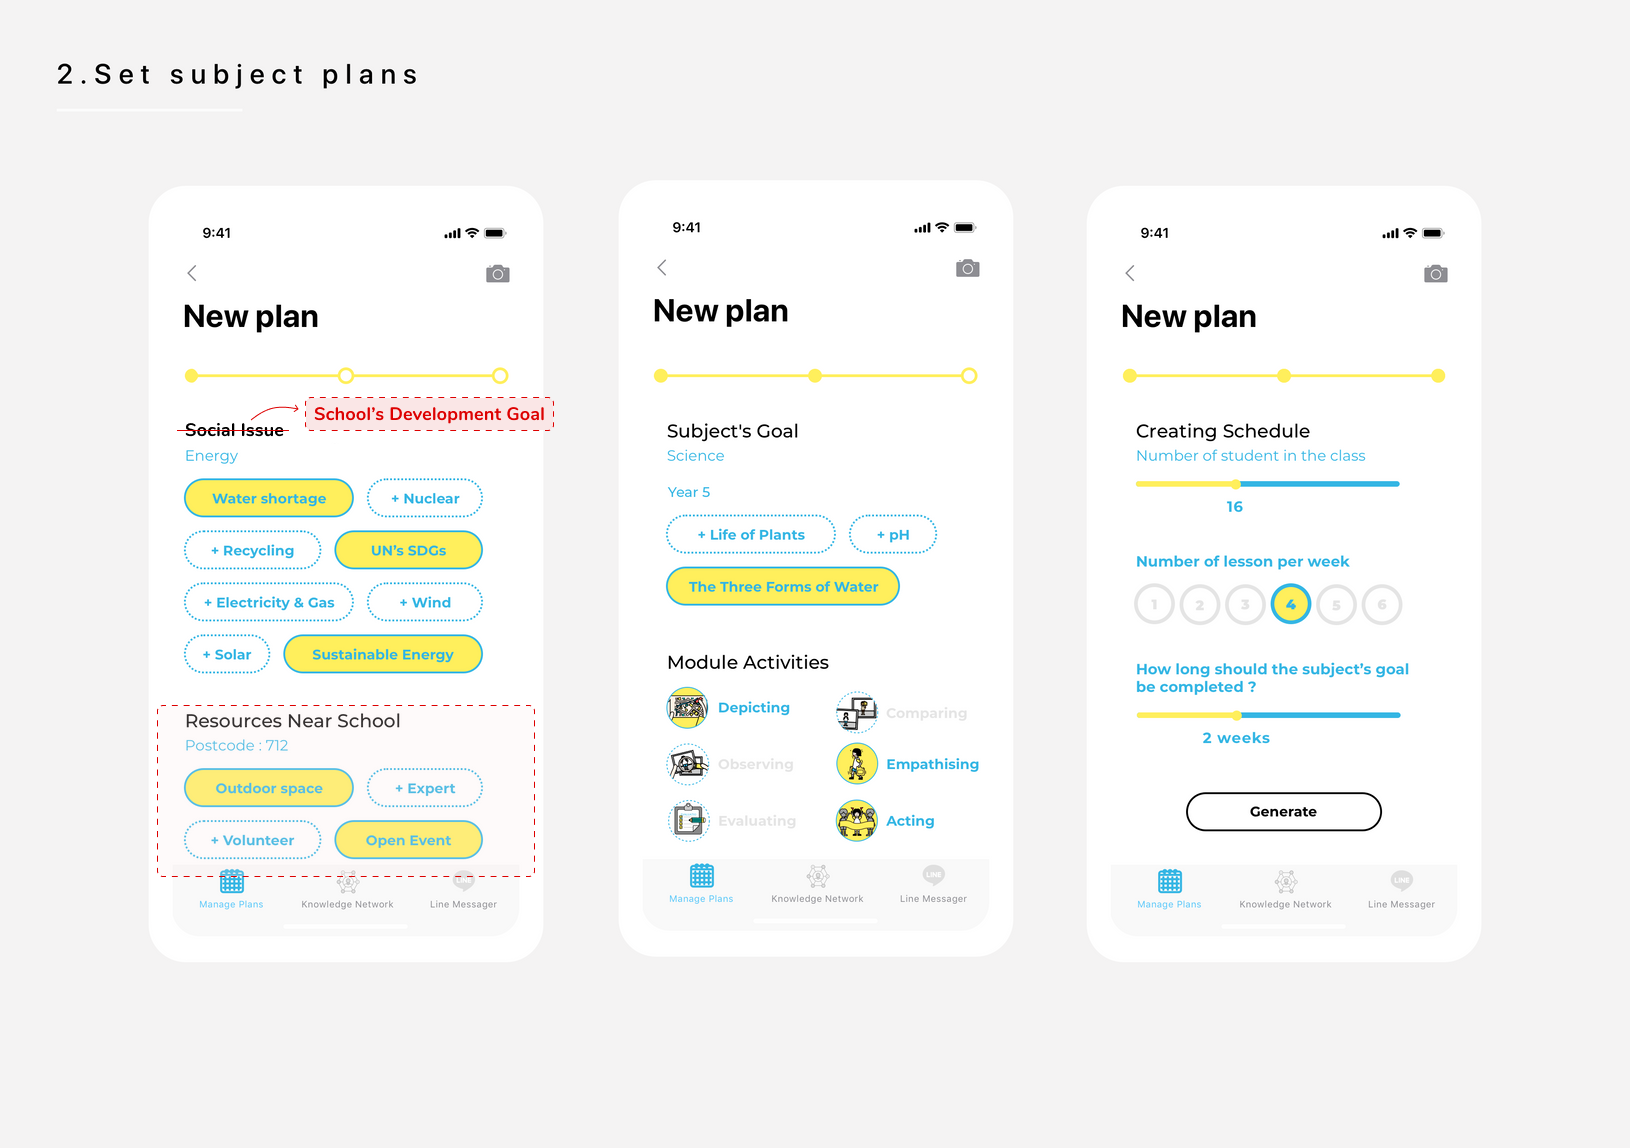 2.Set subject plans
9:41
New plan
School's Development Goal
Social Issue
Energy
Water shortage
+ Nuclear
+ Recycling
UN's SDGs
+ Electricity & Gas
+ Wind
+ Solar
Sustainable Energy
Resources Near School
Postcode : 712
Outdoor space
+ Expert
+ Volunteer
Open Event
Manage Plans
Knowledge Network
LINE
Line Messager
9:41
New plan
Subject's Goal
Science
Year 5
+ Life of Plants
+ pH
The Three Forms of Water
Module Activities
Depicting
Comparing
Observing
Empathising
Evaluating
Acting
Manage Plans
Knowledge Network
LINE
Line Messager
9:41
New plan
Creating Schedule
Number of student in the class
16
Number of lesson per week
1 2 3 4 5 6
How long should the subject's goal
be completed ?
2 weeks
Generate
Manage Plans
Knowledge Network
LINE
Line Messager